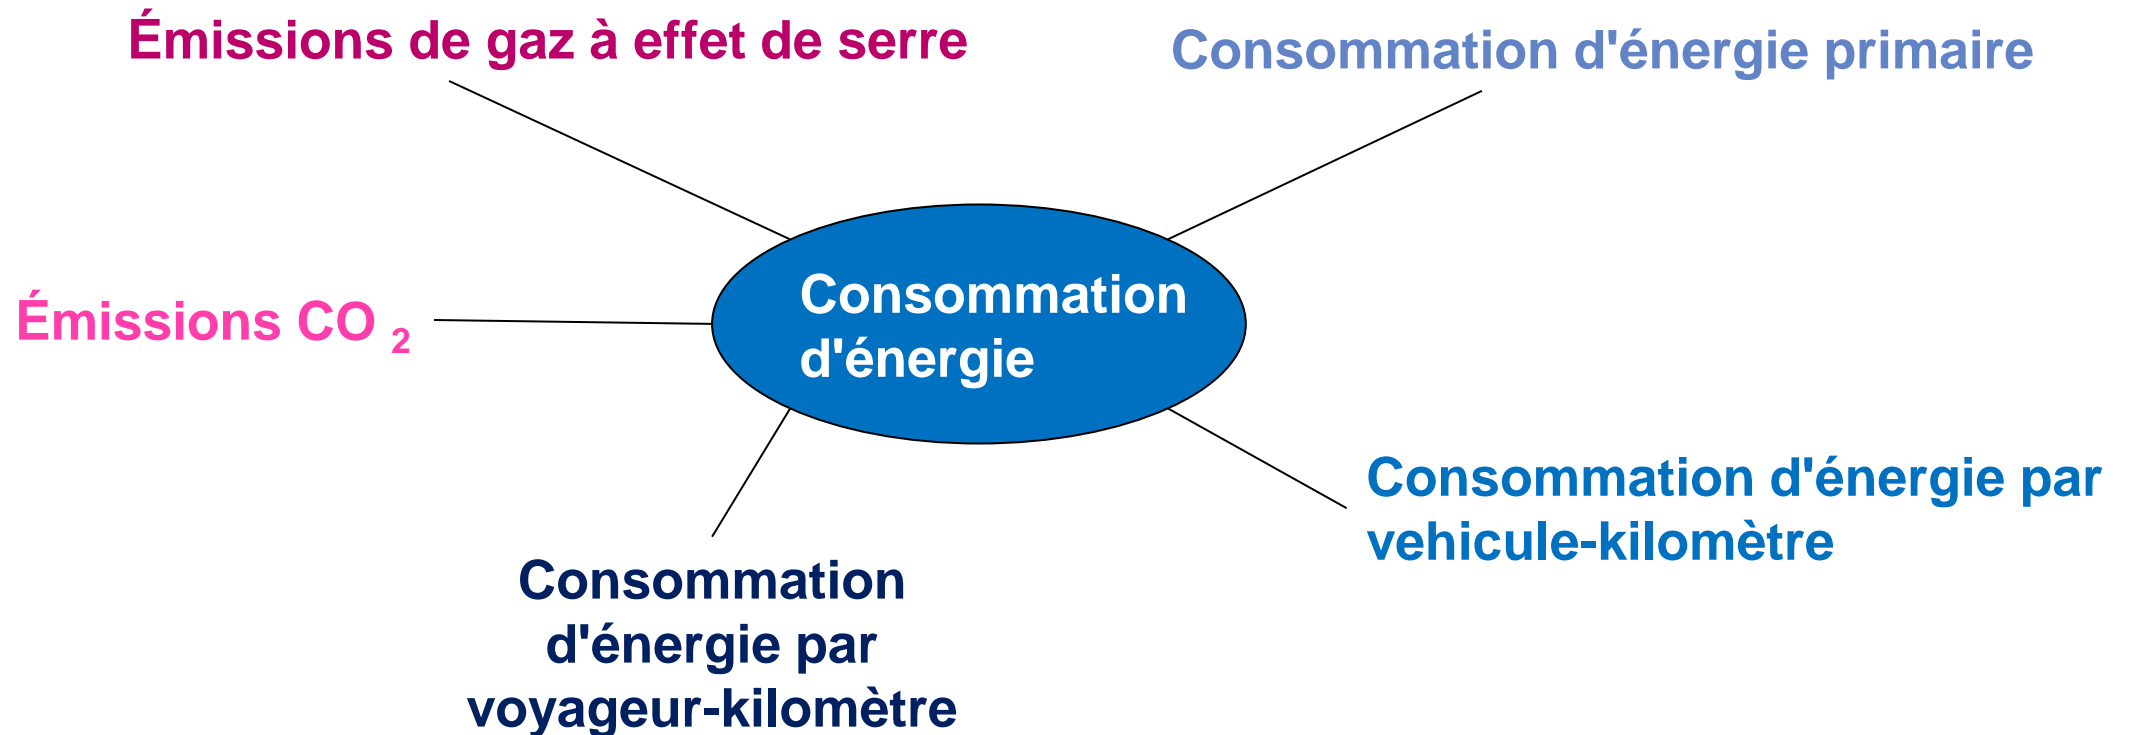 Émissions de gaz à effet de serre
Consommation d'énergie primaire
Consommation
d'énergie
Émissions CO 2
Consommation d'énergie par
vehicule-kilomètre
Consommation
d'énergie par
voyageur-kilomètre